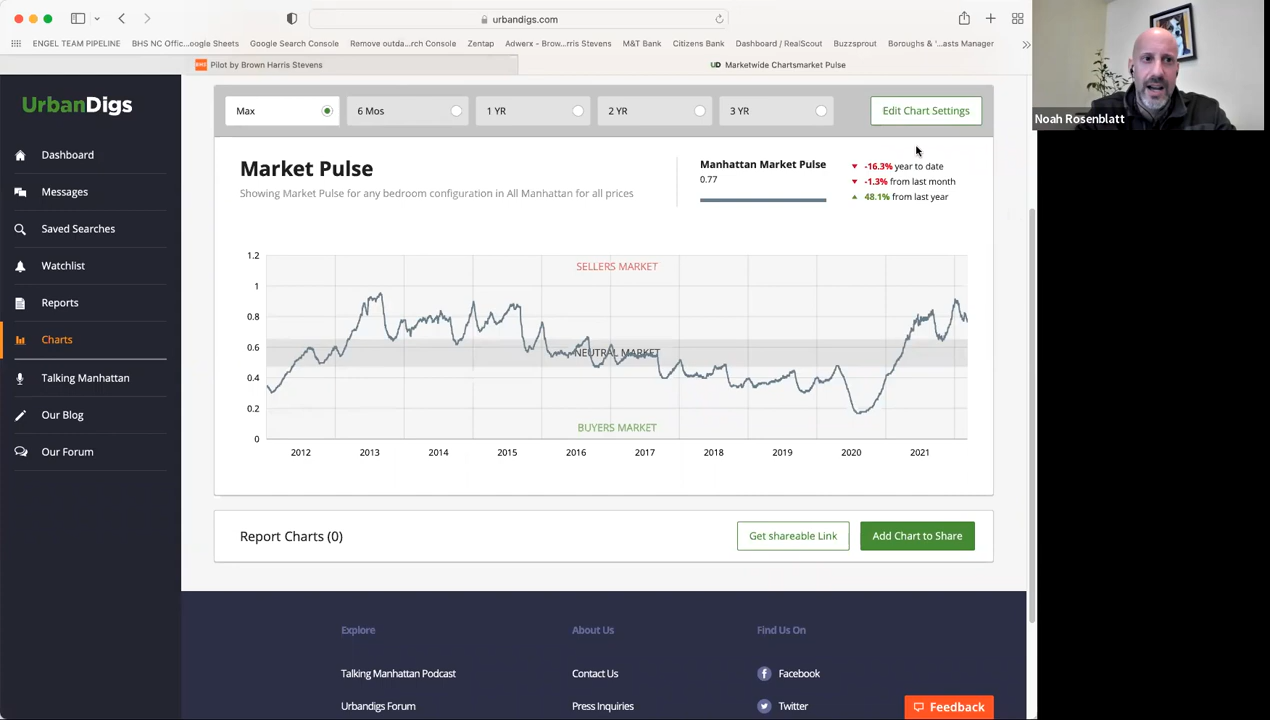 urbandigs.com
ENGEL TEAM PIPELINE BHS NC Offic...oogle Sheets Google Search Console Remove outda...rch Console Zentap Adwerx - Brow...rris Stevens M&T Bank Citizens Bank Dashboard / RealScout Buzzsprout Boroughs & '...asts Manager
BHS Pilot by Brown Harris Stevens
UD Marketwide Chartsmarket Pulse
UrbanDigs
Dashboard
Messages
Saved Searches
Watchlist
Reports
Charts
Talking Manhattan
Our Blog
Our Forum
Max 6 Mos 1 YR 2 YR 3 YR Edit Chart Settings
Market Pulse
Showing Market Pulse for any bedroom configuration in All Manhattan for all prices
Manhattan Market Pulse
0.77
-16.3% year to date
-1.3% from last month
48.1% from last year
1.2
1
0.8
0.6
0.4
0.2
0
SELLERS MARKET
NEUTRAL MARKET
BUYERS MARKET
2012 2013 2014 2015 2016 2017 2018 2019 2020 2021
Report Charts (0) Get shareable Link Add Chart to Share
Explore About Us Find Us On
Talking Manhattan Podcast Contact Us Facebook
Urbandigs Forum Press Inquiries Twitter
Feedback
Noah Rosenblatt